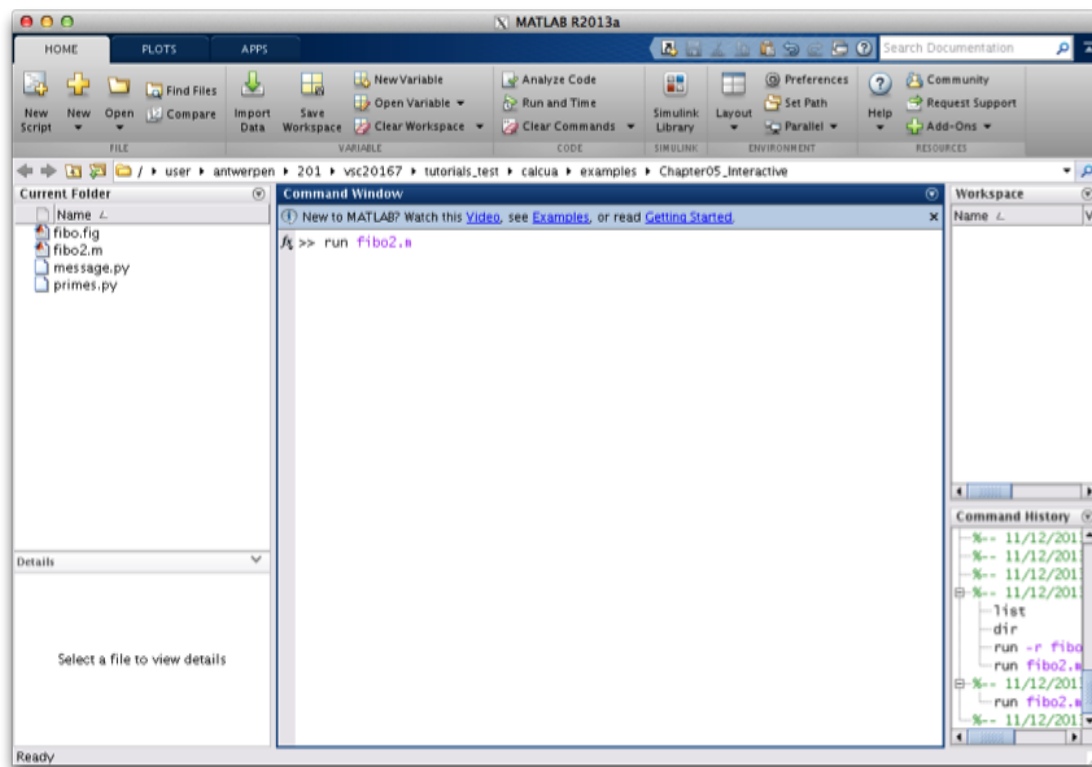 MATLAB R2013a
HOME PLOTS APPS Search Documentation
New Script
New
Open
Find Files
Compare
Import Data
Save Workspace
New Variable
Open Variable
Clear Workspace
Analyze Code
Run and Time
Clear Commands
Simulink Library
Layout
Preferences
Set Path
Parallel
Help
Community
Request Support
Add-Ons
FILE VARIABLE CODE SIMULINK ENVIRONMENT RESOURCES
/ user antwerpen 201 vsc20167 tutorials_test calcua examples Chapter05_Interactive
Current Folder
Name
fibo.fig
fibo2.m
message.py
primes.py
Details
Select a file to view details
Command Window
New to MATLAB? Watch this Video, see Examples, or read Getting Started.
fx >> run fibo2.m
Workspace
Name
Command History
%-- 11/12/201
%-- 11/12/201
%-- 11/12/201
%-- 11/12/201
list
dir
run -r fibo
run fibo2.m
%-- 11/12/201
run fibo2.m
%-- 11/12/201
Ready